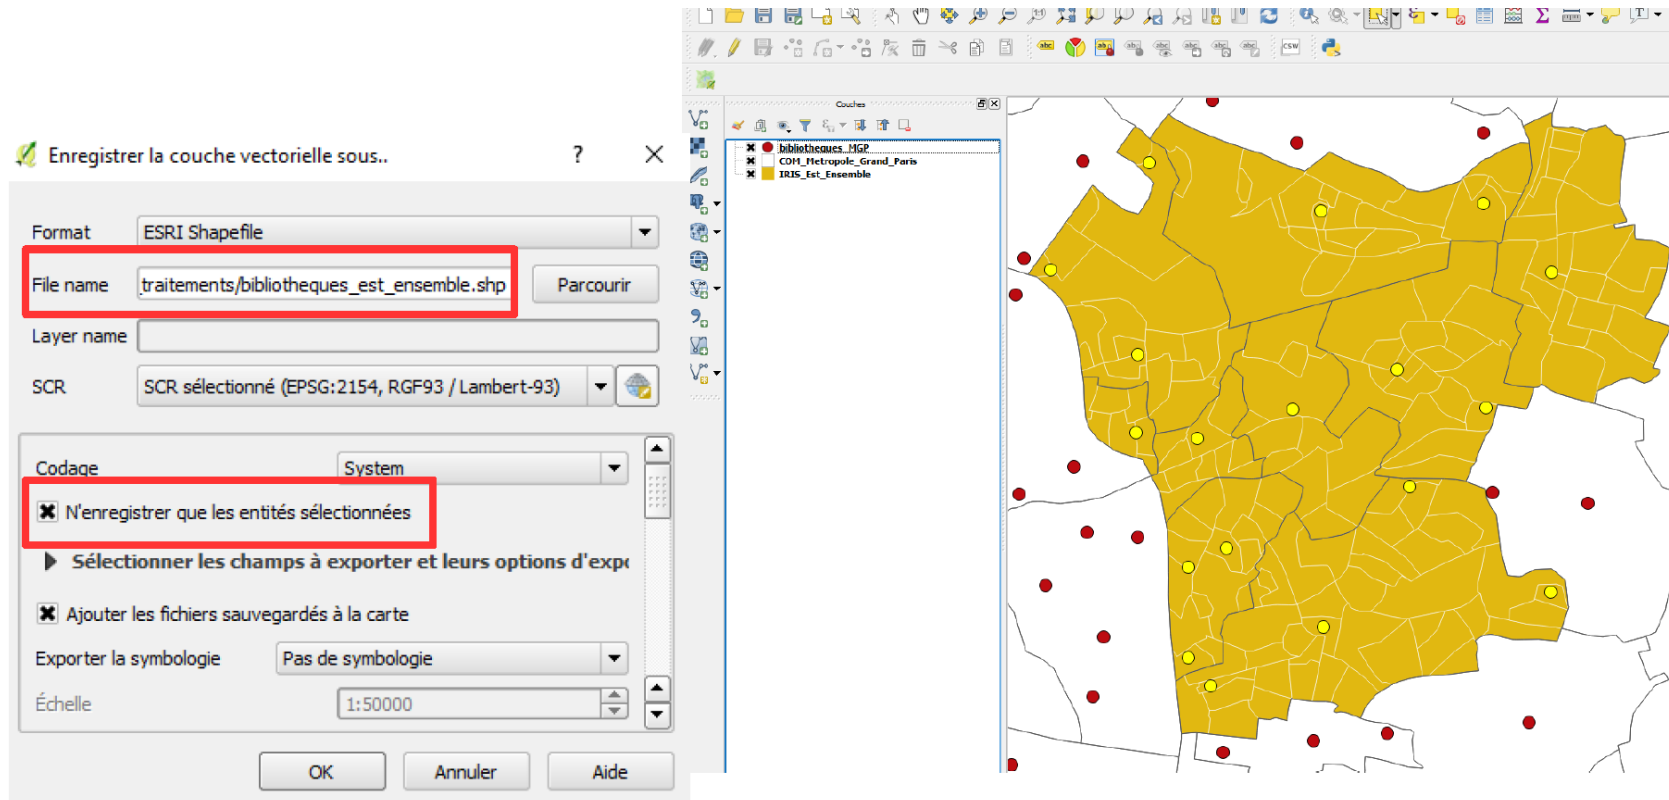 Enregistrer la couche vectorielle sous..
?
Format
ESRI Shapefile
File name
_traitements/bibliotheques_est_ensemble.shp
Parcourir
Layer name
SCR
SCR sélectionné (EPSG:2154, RGF93 / Lambert-93)
Codage
System
N'enregistrer que les entités sélectionnées
Sélectionner les champs à exporter et leurs options d'expo
Ajouter les fichiers sauvegardés à la carte
Exporter la symbologie
Pas de symbologie
Échelle
1:50000
OK
Annuler
Aide
abc
CSW
Couches
bibliotheques_MGP
COM_Metropole_Grand_Paris
IRIS_Est_Ensemble